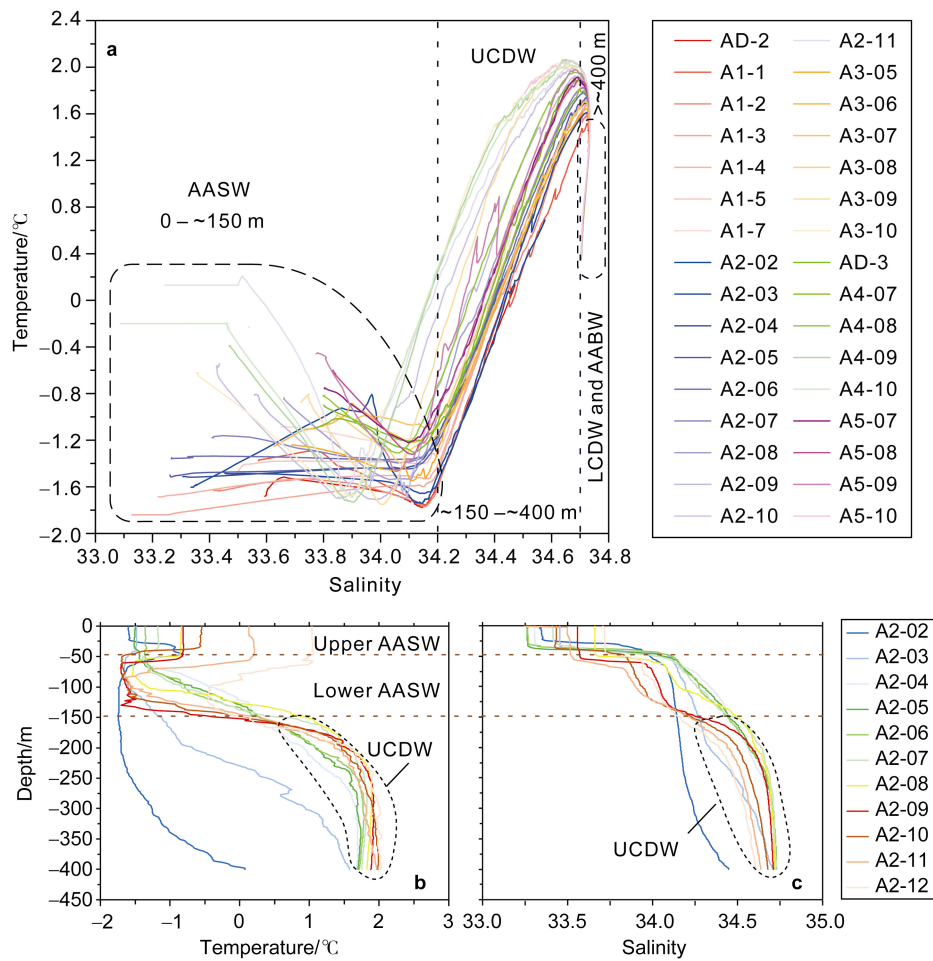 a
2.4
2.0
1.6
1.2
0.8
0.4
0
–0.4
–0.8
–1.2
–1.6
–2.0
Temperature/℃
33.0 33.2 33.4 33.6 33.8 34.0 34.2 34.4 34.6 34.8
Salinity
AASW
0 – ~150 m
UCDW
>~400 m
LCDW and AABW
~150 – ~400 m
AD-2
A1-1
A1-2
A1-3
A1-4
A1-5
A1-7
A2-02
A2-03
A2-04
A2-05
A2-06
A2-07
A2-08
A2-09
A2-10
A2-11
A3-05
A3-06
A3-07
A3-08
A3-09
A3-10
AD-3
A4-07
A4-08
A4-09
A4-10
A5-07
A5-08
A5-09
A5-10
0
–50
–100
–150
–200
–250
–300
–350
–400
–450
Depth/m
Upper AASW
Lower AASW
UCDW
b
–2 –1 0 1 2 3
Temperature/℃
UCDW
c
33.0 33.5 34.0 34.5 35.0
Salinity
A2-02
A2-03
A2-04
A2-05
A2-06
A2-07
A2-08
A2-09
A2-10
A2-11
A2-12